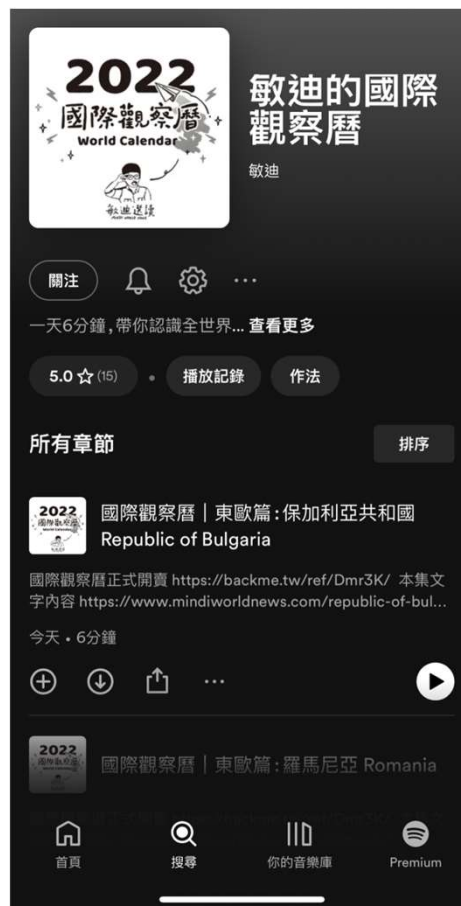 2022
國際觀察曆
World Calendar
敏迪選讀
敏迪的國際
觀察曆
敏迪
關注
一天6分鐘，帶你認識全世界... 查看更多
5.0 ☆ (15) • 播放記錄 作法
所有章節
排序
2022
國際觀察曆
國際觀察曆｜東歐篇：保加利亞共和國
Republic of Bulgaria
國際觀察曆正式開賣 https://backme.tw/ref/Dmr3K/ 本集文
字內容 https://www.mindiworldnews.com/republic-of-bul...
今天 • 6分鐘
2022
國際觀察曆
國際觀察曆｜東歐篇：羅馬尼亞 Romania
首頁
搜尋
你的音樂庫
Premium